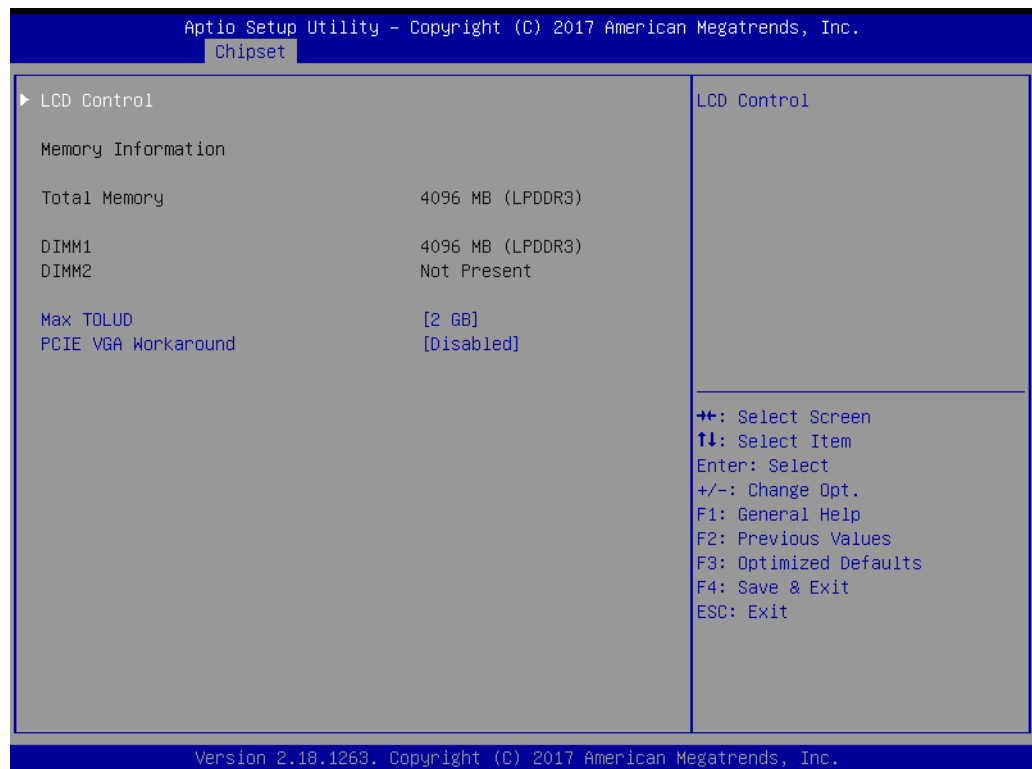 Aptio Setup Utility – Copyright (C) 2017 American Megatrends, Inc.
Chipset
LCD Control
Memory Information
Total Memory 4096 MB (LPDDR3)
DIMM1 4096 MB (LPDDR3)
DIMM2 Not Present
Max TOLUD [2 GB]
PCIE VGA Workaround [Disabled]
LCD Control
→←: Select Screen
↑↓: Select Item
Enter: Select
+/-: Change Opt.
F1: General Help
F2: Previous Values
F3: Optimized Defaults
F4: Save & Exit
ESC: Exit
Version 2.18.1263. Copyright (C) 2017 American Megatrends, Inc.